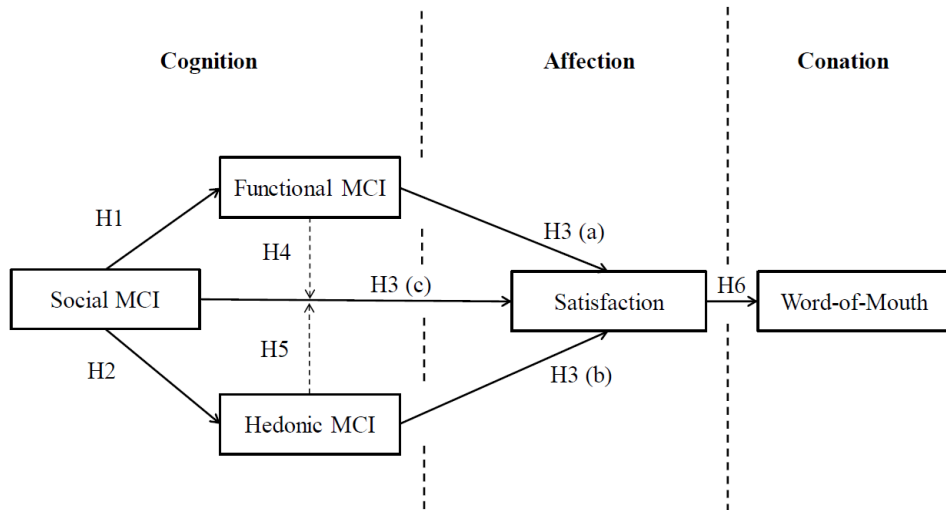 Cognition
Affection
Conation
Functional MCI
H1
H3 (a)
H4
Social MCI
H3 (c)
Satisfaction
H6
Word-of-Mouth
H5
H2
H3 (b)
Hedonic MCI